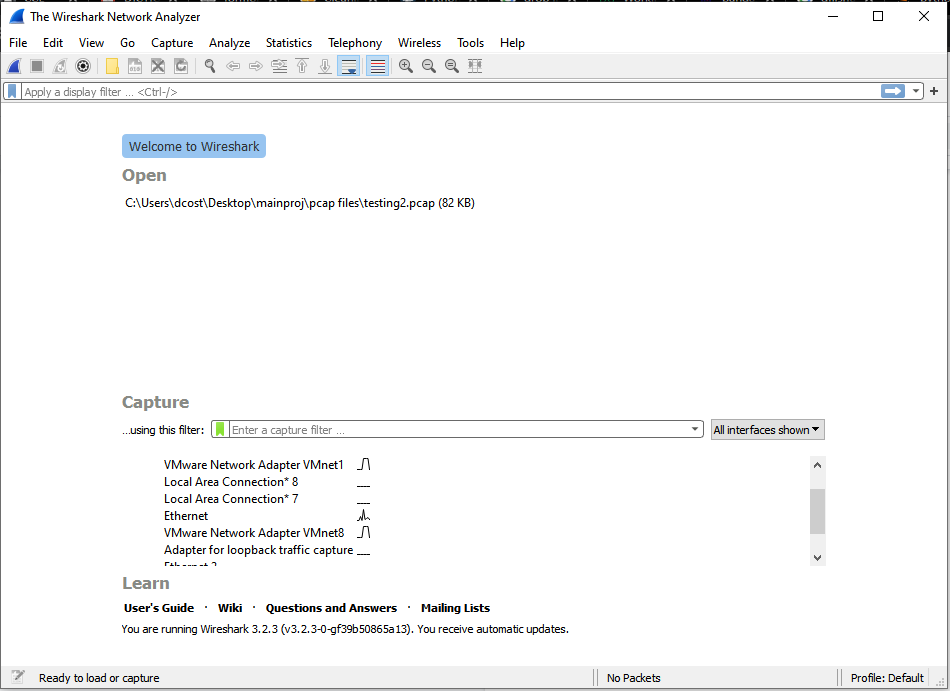 The Wireshark Network Analyzer
File Edit View Go Capture Analyze Statistics Telephony Wireless Tools Help
Apply a display filter ... <Ctrl-/>
Welcome to Wireshark
Open
C:\Users\dcost\Desktop\mainproj\pcap files\testing2.pcap (82 KB)
Capture
...using this filter: Enter a capture filter ... All interfaces shown
VMware Network Adapter VMnet1
Local Area Connection* 8
Local Area Connection* 7
Ethernet
VMware Network Adapter VMnet8
Adapter for loopback traffic capture
Learn
User's Guide · Wiki · Questions and Answers · Mailing Lists
You are running Wireshark 3.2.3 (v3.2.3-0-gf39b50865a13). You receive automatic updates.
Ready to load or capture No Packets Profile: Default